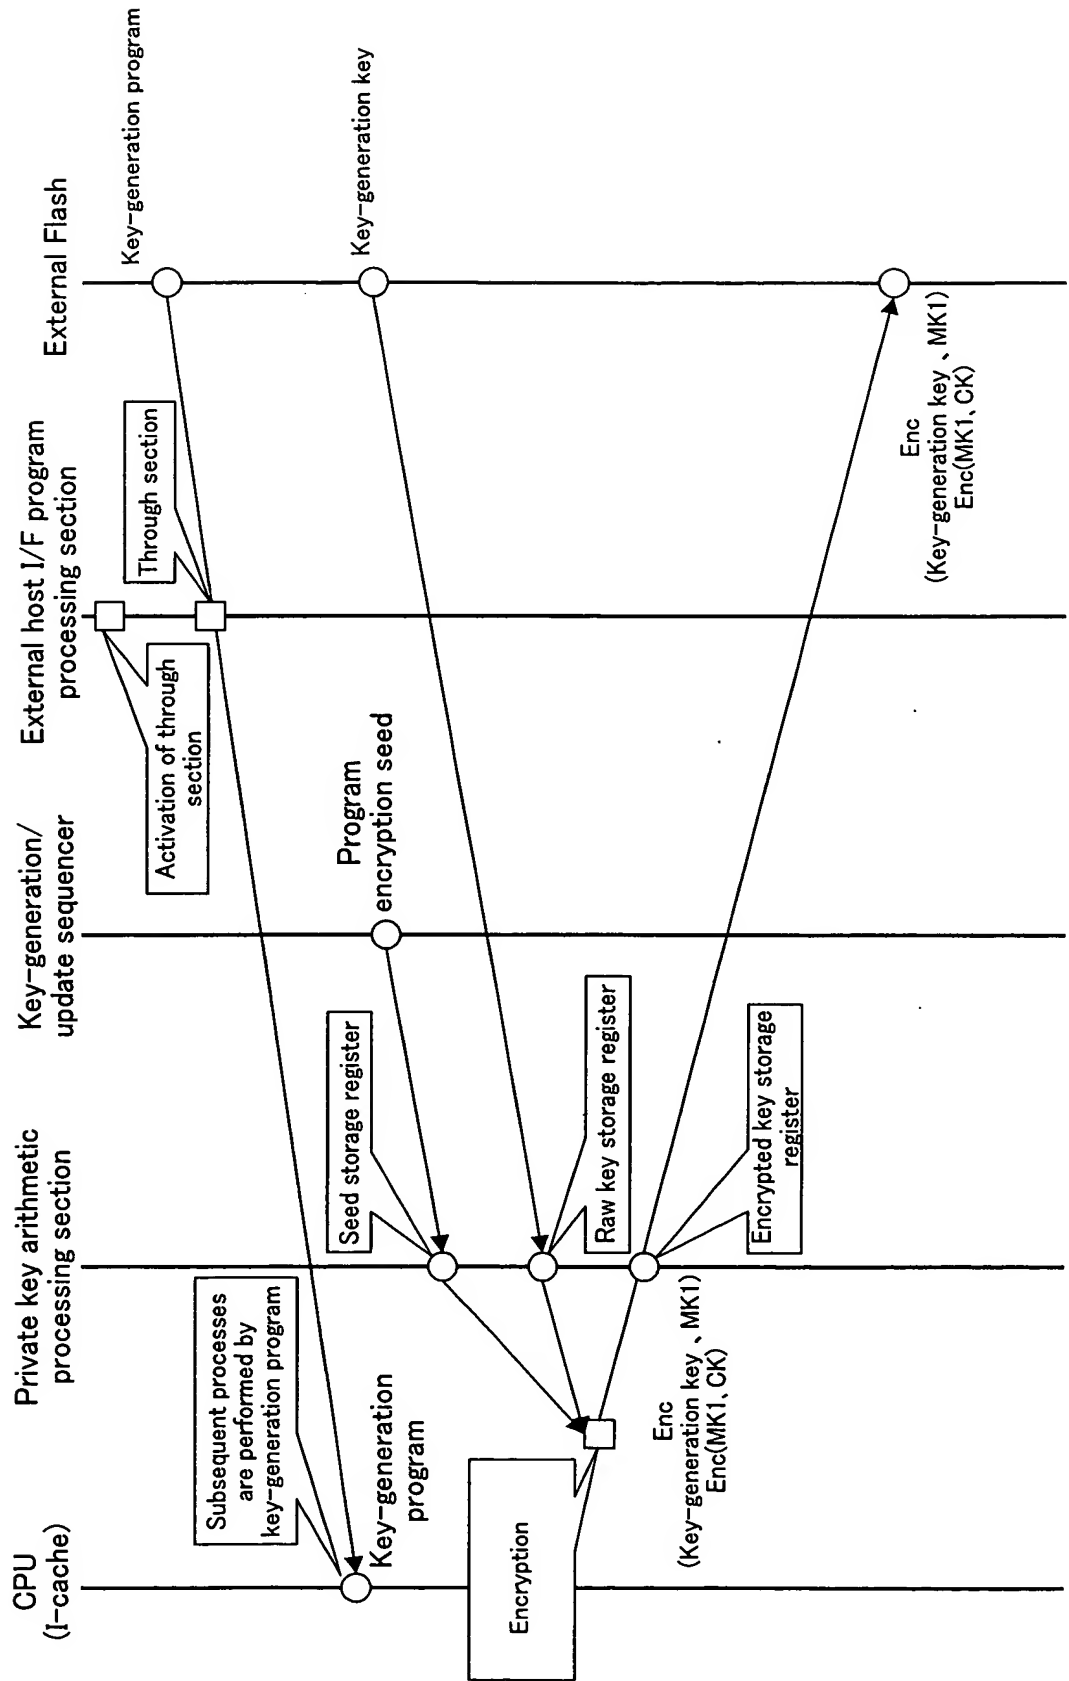 CPU
(I-cache)
Private key arithmetic
processing section
Key-generation/
update sequencer
External host I/F program
processing section
External Flash
Key-generation program
Activation of through
section
Through section
Subsequent processes
are performed by
key-generation program
Key-generation
program
Program
encryption seed
Key-generation key
Seed storage register
Raw key storage register
Encryption
Encrypted key storage
register
Enc
(Key-generation key 、MK1)
Enc(MK1、CK)
Enc
(Key-generation key 、MK1)
Enc(MK1、CK)